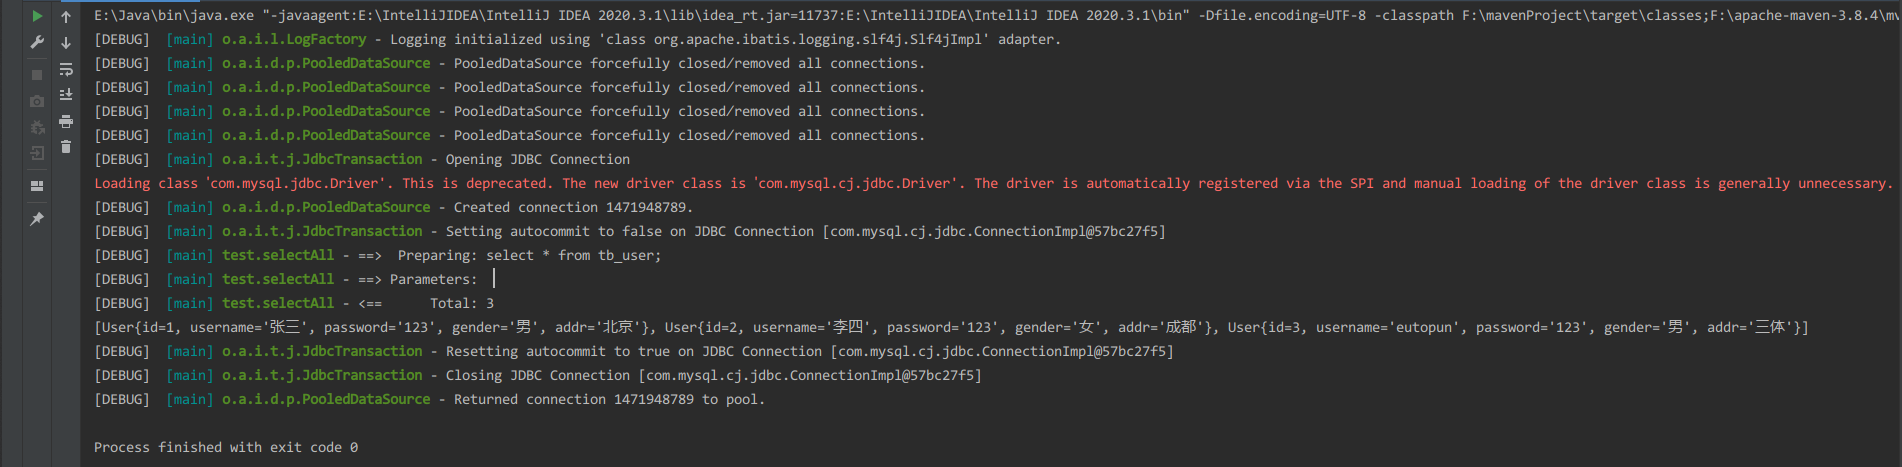 E:\Java\bin\java.exe "-javaagent:E:\IntelliJIDEA\IntelliJ IDEA 2020.3.1\lib\idea_rt.jar=11737:E:\IntelliJIDEA\IntelliJ IDEA 2020.3.1\bin" -Dfile.encoding=UTF-8 -classpath F:\mavenProject\target\classes;F:\apache-maven-3.8.4\m
[DEBUG]  [main] o.a.i.l.LogFactory - Logging initialized using 'class org.apache.ibatis.logging.slf4j.Slf4jImpl' adapter.
[DEBUG]  [main] o.a.i.d.p.PooledDataSource - PooledDataSource forcefully closed/removed all connections.
[DEBUG]  [main] o.a.i.d.p.PooledDataSource - PooledDataSource forcefully closed/removed all connections.
[DEBUG]  [main] o.a.i.d.p.PooledDataSource - PooledDataSource forcefully closed/removed all connections.
[DEBUG]  [main] o.a.i.d.p.PooledDataSource - PooledDataSource forcefully closed/removed all connections.
[DEBUG]  [main] o.a.i.t.j.JdbcTransaction - Opening JDBC Connection
Loading class `com.mysql.jdbc.Driver'. This is deprecated. The new driver class is `com.mysql.cj.jdbc.Driver'. The driver is automatically registered via the SPI and manual loading of the driver class is generally unnecessary.
[DEBUG]  [main] o.a.i.d.p.PooledDataSource - Created connection 1471948789.
[DEBUG]  [main] o.a.i.t.j.JdbcTransaction - Setting autocommit to false on JDBC Connection [com.mysql.cj.jdbc.ConnectionImpl@57bc27f5]
[DEBUG]  [main] test.selectAll - ==>  Preparing: select * from tb_user;
[DEBUG]  [main] test.selectAll - ==> Parameters:
[DEBUG]  [main] test.selectAll - <==      Total: 3
[User{id=1, username='张三', password='123', gender='男', addr='北京'}, User{id=2, username='李四', password='123', gender='女', addr='成都'}, User{id=3, username='eutopun', password='123', gender='男', addr='三体'}]
[DEBUG]  [main] o.a.i.t.j.JdbcTransaction - Resetting autocommit to true on JDBC Connection [com.mysql.cj.jdbc.ConnectionImpl@57bc27f5]
[DEBUG]  [main] o.a.i.t.j.JdbcTransaction - Closing JDBC Connection [com.mysql.cj.jdbc.ConnectionImpl@57bc27f5]
[DEBUG]  [main] o.a.i.d.p.PooledDataSource - Returned connection 1471948789 to pool.
Process finished with exit code 0